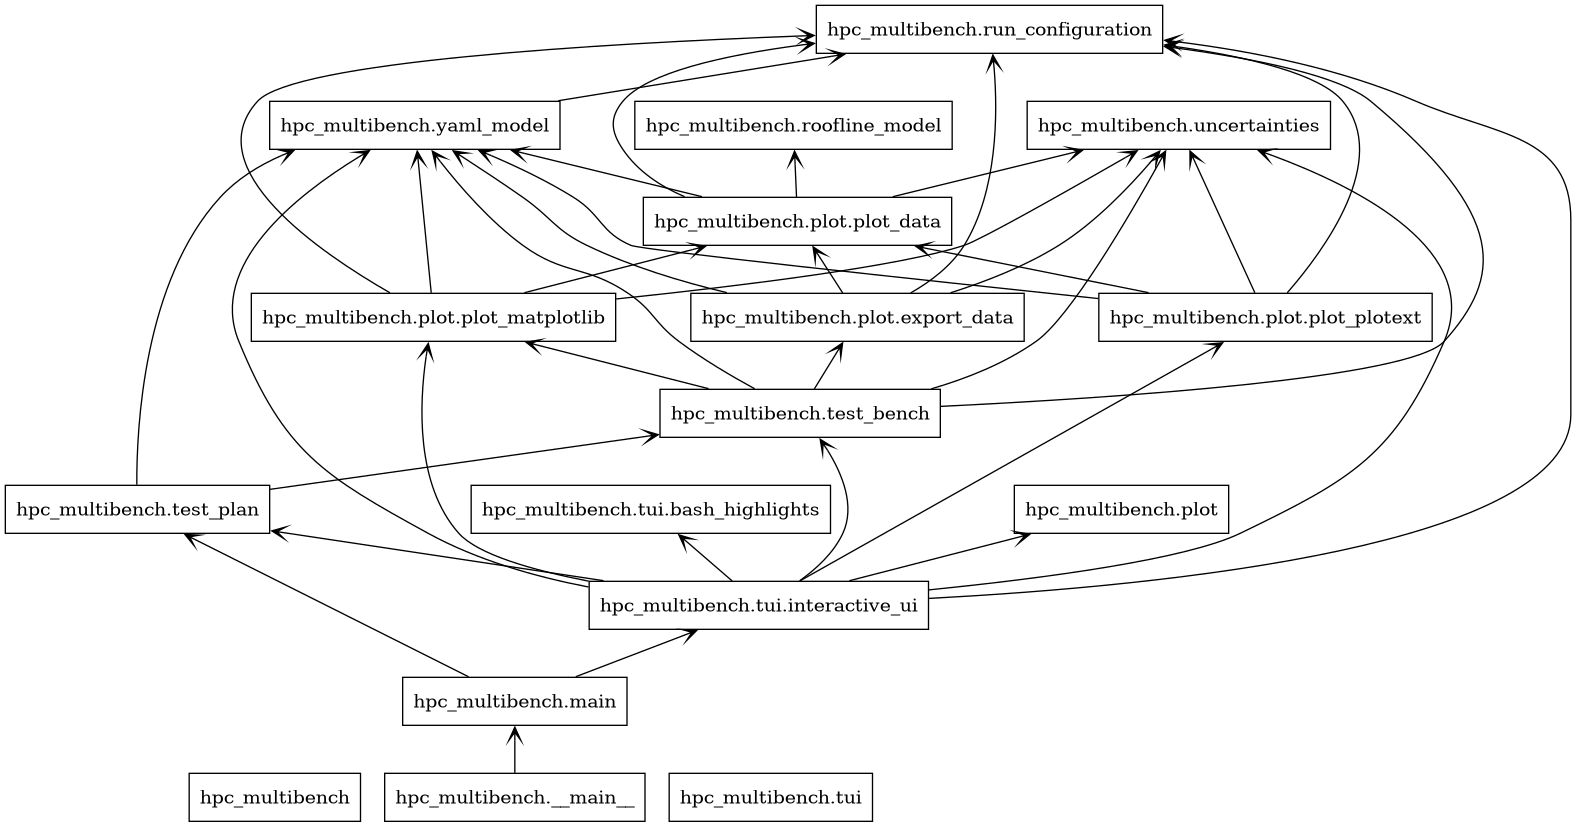 hpc_multibench.run_configuration
hpc_multibench.yaml_model
hpc_multibench.roofline_model
hpc_multibench.uncertainties
hpc_multibench.plot.plot_data
hpc_multibench.plot.plot_matplotlib
hpc_multibench.plot.export_data
hpc_multibench.plot.plot_plotext
hpc_multibench.test_bench
hpc_multibench.test_plan
hpc_multibench.tui.bash_highlights
hpc_multibench.plot
hpc_multibench.tui.interactive_ui
hpc_multibench.main
hpc_multibench
hpc_multibench.__main__
hpc_multibench.tui